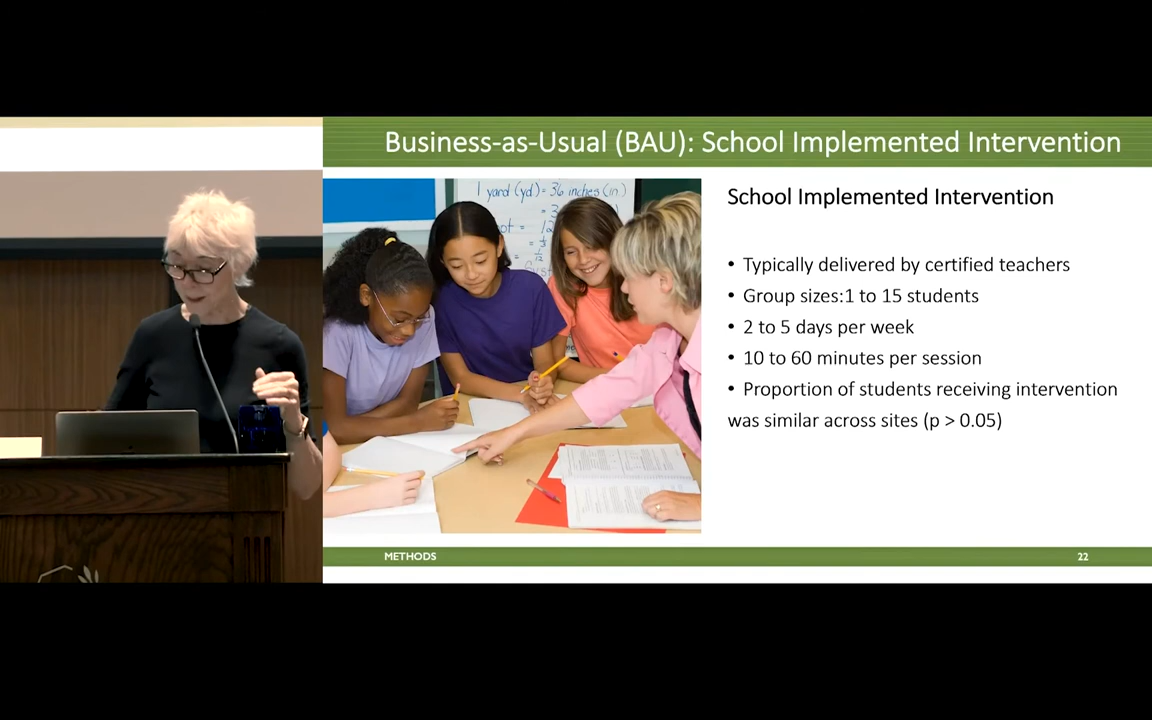 Business-as-Usual (BAU): School Implemented Intervention
1 yard (yd) = 36 inches (in)
School Implemented Intervention
• Typically delivered by certified teachers
• Group sizes:1 to 15 students
• 2 to 5 days per week
• 10 to 60 minutes per session
• Proportion of students receiving intervention
was similar across sites (p > 0.05)
METHODS
22